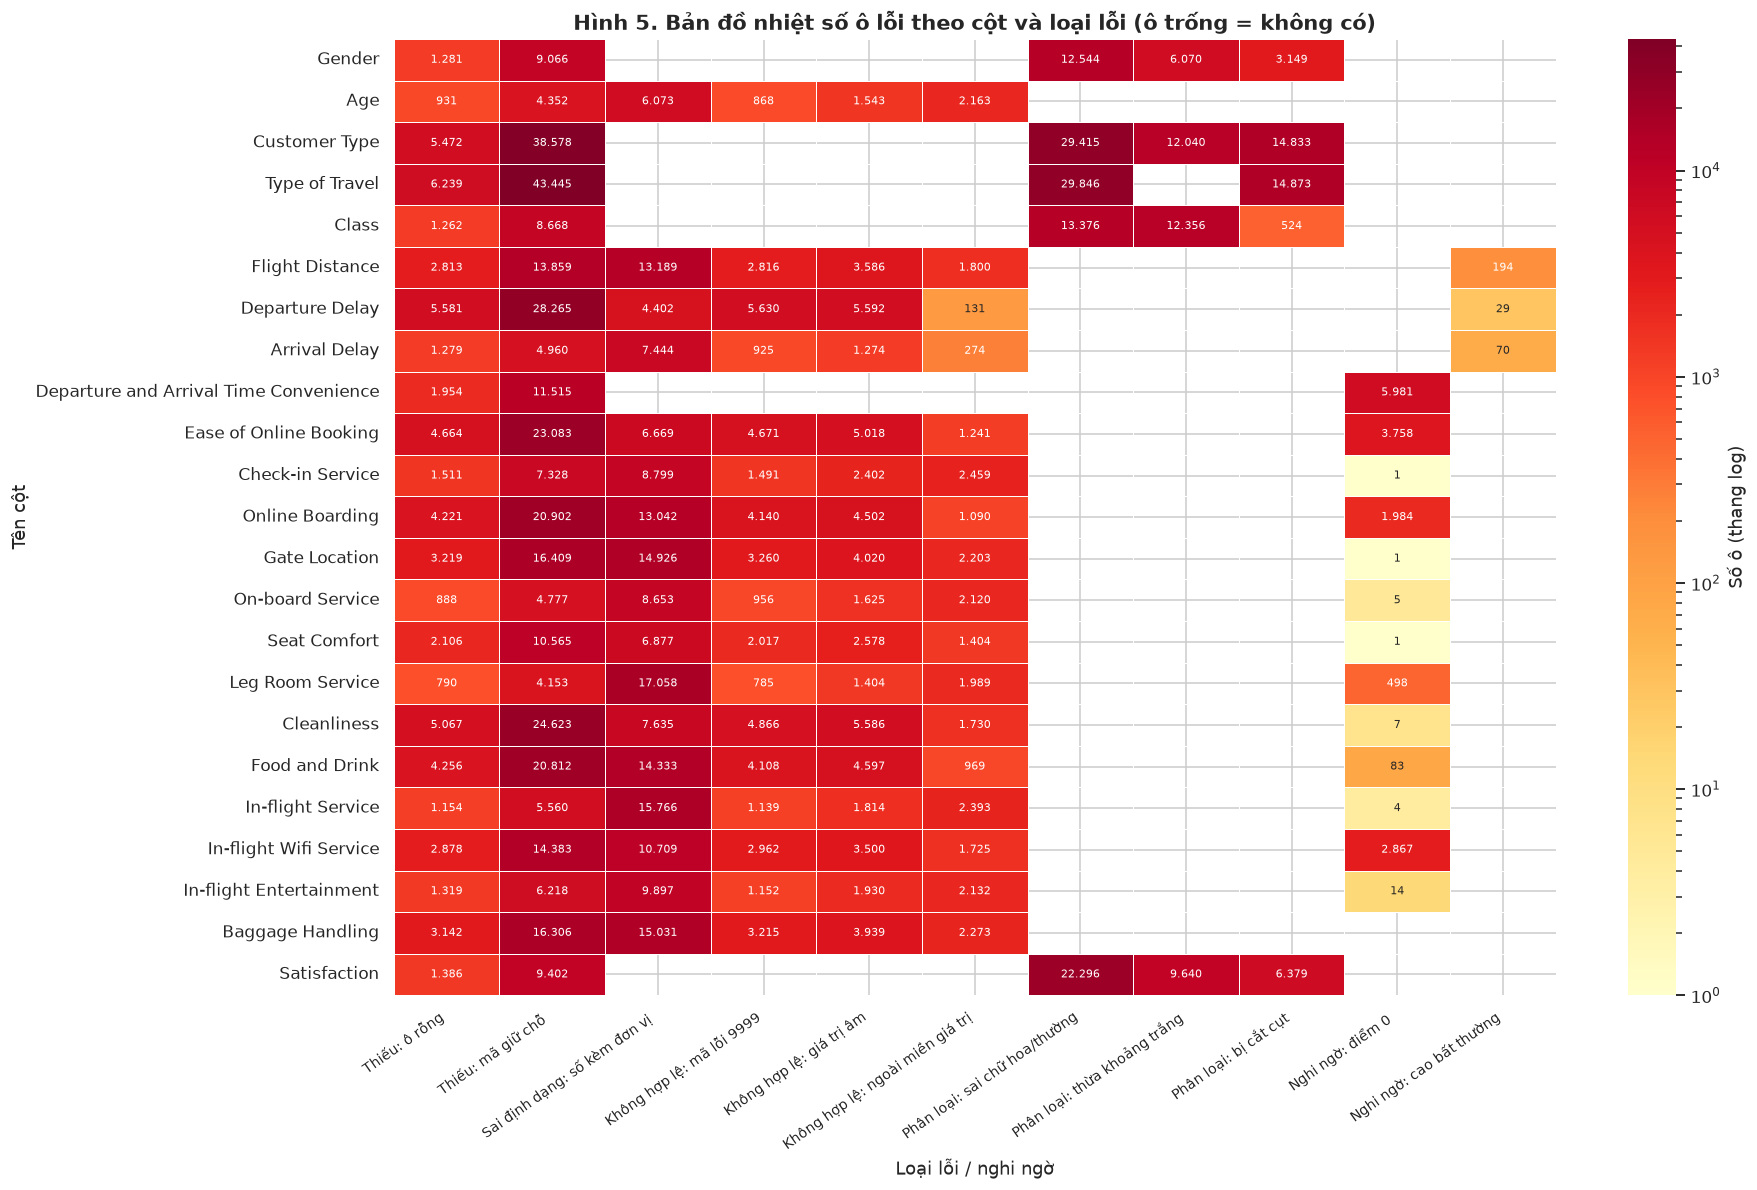 Hình 5. Bản đồ nhiệt số ô lỗi theo cột và loại lỗi (ô trống = không có)
Gender 1.281 9.066 12.544 6.070 3.149
Age 931 4.352 6.073 868 1.543 2.163
Customer Type 5.472 38.578 29.415 12.040 14.833
Type of Travel 6.239 43.445 29.846 14.873
Class 1.262 8.668 13.376 12.356 524
Flight Distance 2.813 13.859 13.189 2.816 3.586 1.800 194
Departure Delay 5.581 28.265 4.402 5.630 5.592 131 29
Arrival Delay 1.279 4.960 7.444 925 1.274 274 70
Departure and Arrival Time Convenience 1.954 11.515 5.981
Ease of Online Booking 4.664 23.083 6.669 4.671 5.018 1.241 3.758
Check-in Service 1.511 7.328 8.799 1.491 2.402 2.459 1
Online Boarding 4.221 20.902 13.042 4.140 4.502 1.090 1.984
Gate Location 3.219 16.409 14.926 3.260 4.020 2.203 1
On-board Service 888 4.777 8.653 956 1.625 2.120 5
Seat Comfort 2.106 10.565 6.877 2.017 2.578 1.404 1
Leg Room Service 790 4.153 17.058 785 1.404 1.989 498
Cleanliness 5.067 24.623 7.635 4.866 5.586 1.730 7
Food and Drink 4.256 20.812 14.333 4.108 4.597 969 83
In-flight Service 1.154 5.560 15.766 1.139 1.814 2.393 4
In-flight Wifi Service 2.878 14.383 10.709 2.962 3.500 1.725 2.867
In-flight Entertainment 1.319 6.218 9.897 1.152 1.930 2.132 14
Baggage Handling 3.142 16.306 15.031 3.215 3.939 2.273
Satisfaction 1.386 9.402 22.296 9.640 6.379
Tên cột
Thiếu: ô rỗng
Thiếu: mã giữ chỗ
Sai định dạng: số kèm đơn vị
Không hợp lệ: mã lỗi 9999
Không hợp lệ: giá trị âm
Không hợp lệ: ngoài miền giá trị
Phân loại: sai chữ hoa/thường
Phân loại: thừa khoảng trắng
Phân loại: bị cắt cụt
Nghi ngờ: điểm 0
Nghi ngờ: cao bất thường
Loại lỗi / nghi ngờ
10⁴
10³
10²
10¹
10⁰
Số ô (thang log)